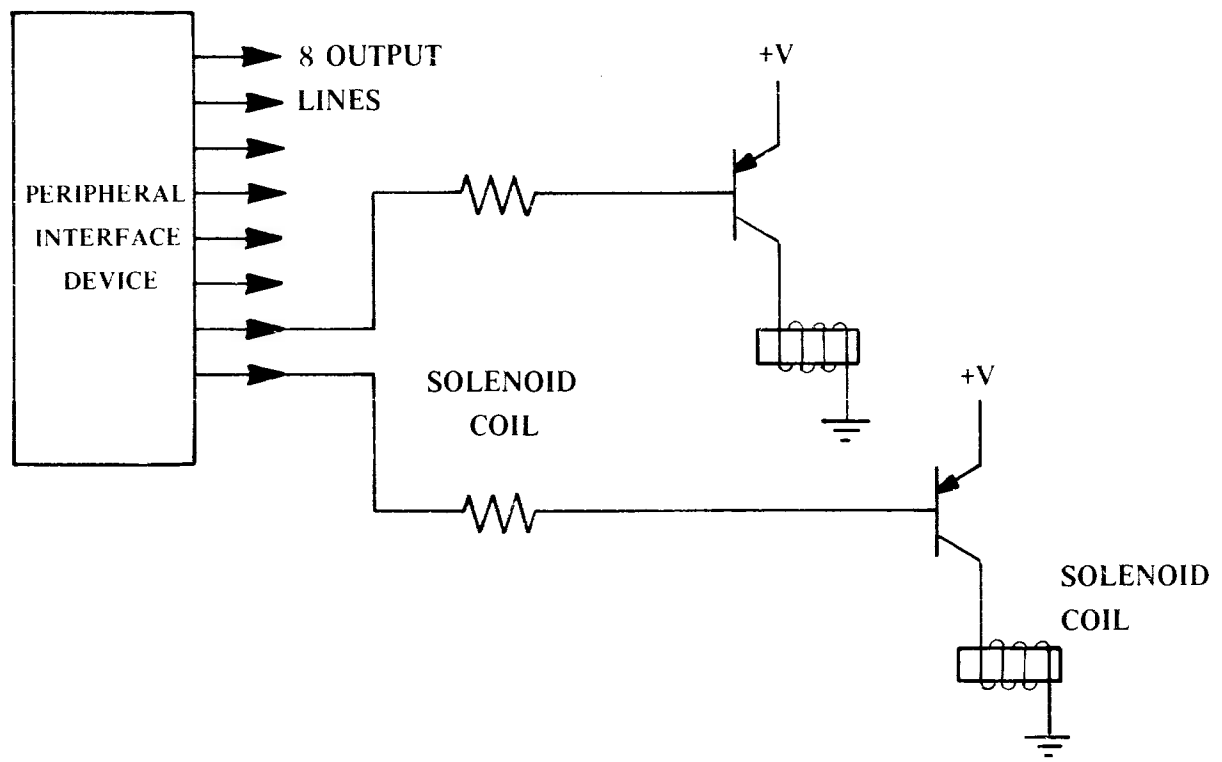 8 OUTPUT
LINES
PERIPHERAL
INTERFACE
DEVICE
+V
SOLENOID
COIL
+V
SOLENOID
COIL